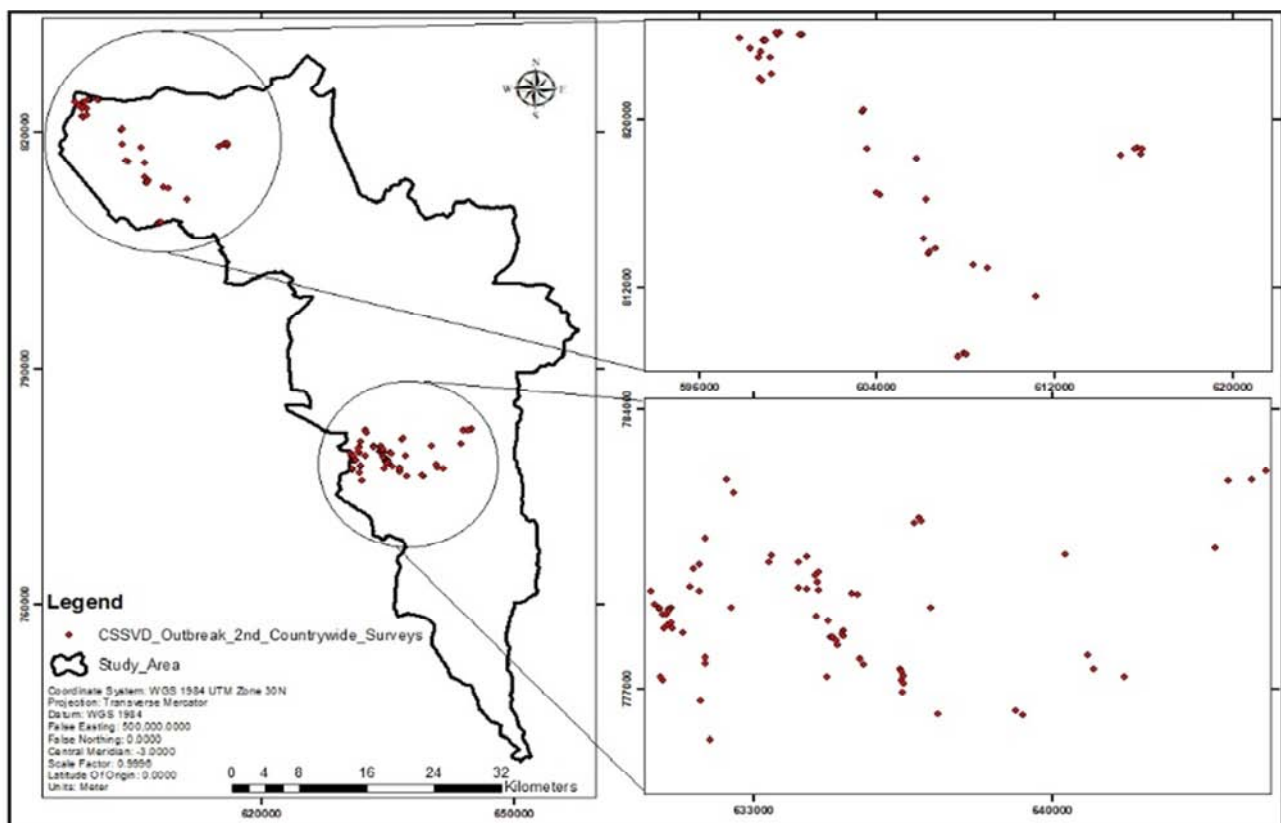 N
W E
S
820000
790000
760000
620000 650000
Legend
CSSVD_Outbreak_2nd_Countrywide_Surveys
Study_Area
Coordinate System: WGS 1984 UTM Zone 30N
Projection: Transverse Mercator
Datum: WGS 1984
False Easting: 500,000.0000
False Northing: 0.0000
Central Meridian: -3.0000
Scale Factor: 0.9996
Latitude Of Origin: 0.0000
Units: Meter
0 4 8 16 24 32
Kilometers
820000
812000
596000 604000 612000 620000
784000
777000
633000 640000